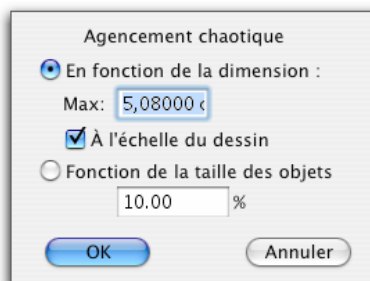 Agencement chaotique
En fonction de la dimension :
Max: 5,08000 c
À l'échelle du dessin
Fonction de la taille des objets
10.00 %
OK Annuler